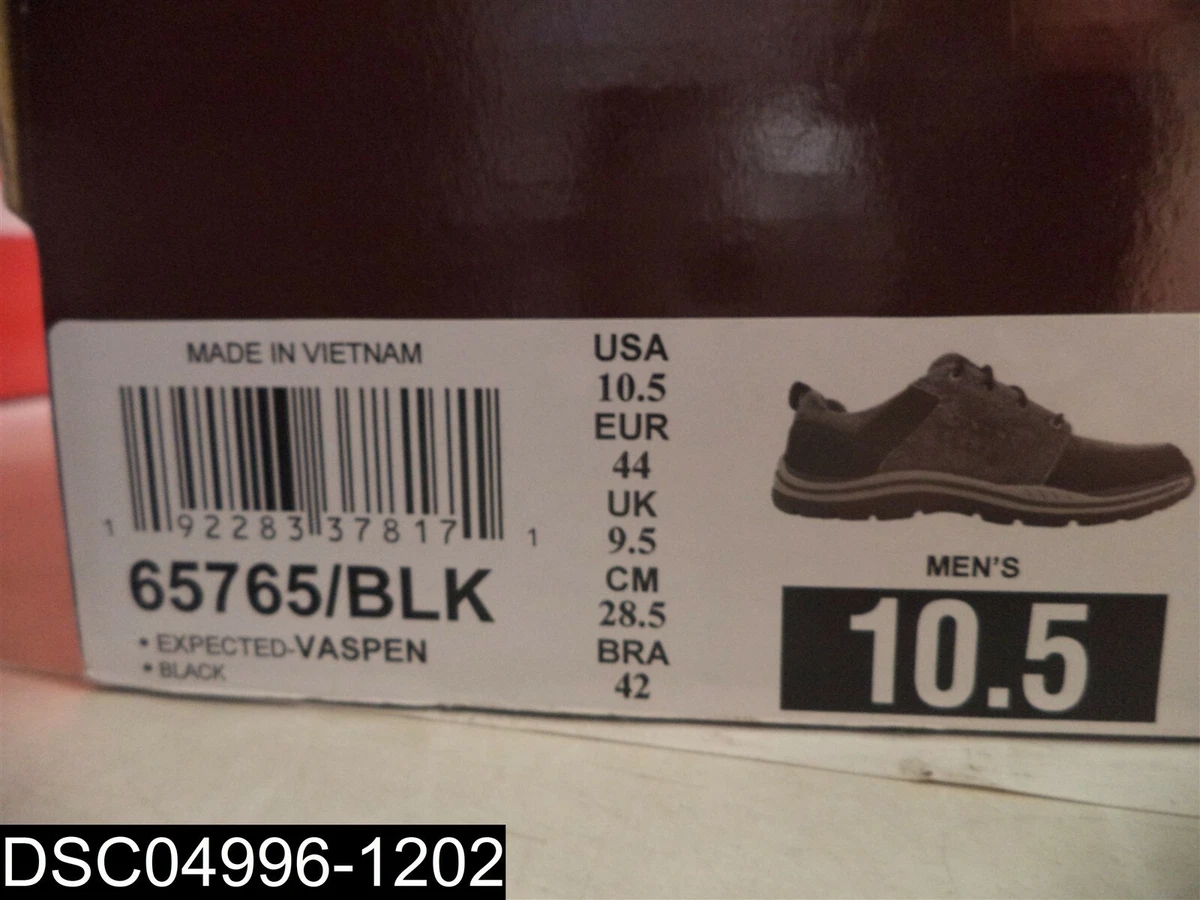 MADE IN VIETNAM
1 92283 37817 1
65765/BLK
• EXPECTED-VASPEN
• BLACK
USA
10.5
EUR
44
UK
9.5
CM
28.5
BRA
42
MEN'S
10.5
DSC04996-1202